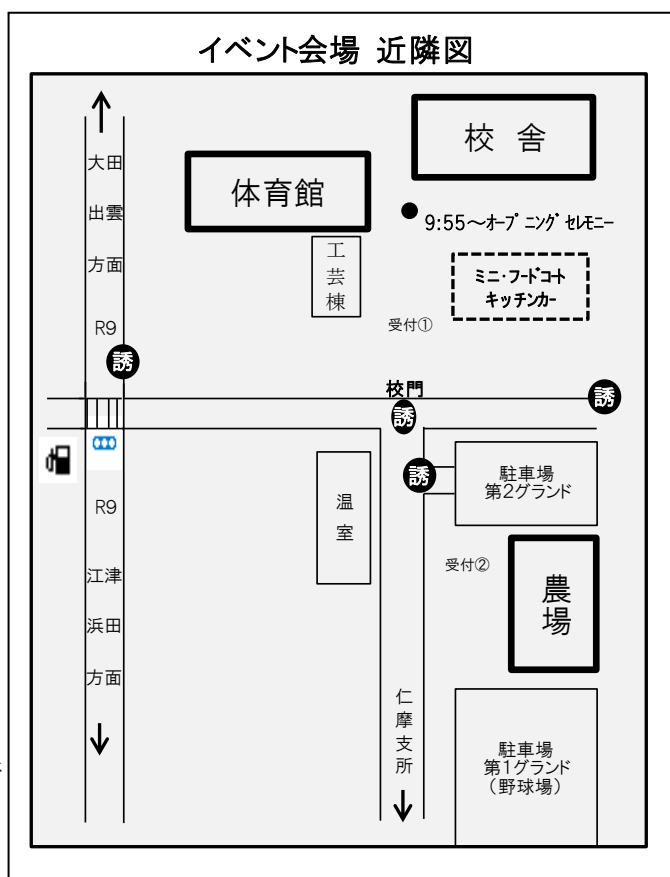 イベント会場 近隣図
大田
出雲
方面
R9
校 舎
体育館
9:55～オープニングセレモニー
工芸棟
ミニ・フードコート
キッチンカー
受付①
誘
校門
誘
誘
誘
駐車場
第2グランド
温室
R9
江津
浜田
方面
受付②
農場
仁摩支所
駐車場
第1グランド
（野球場）